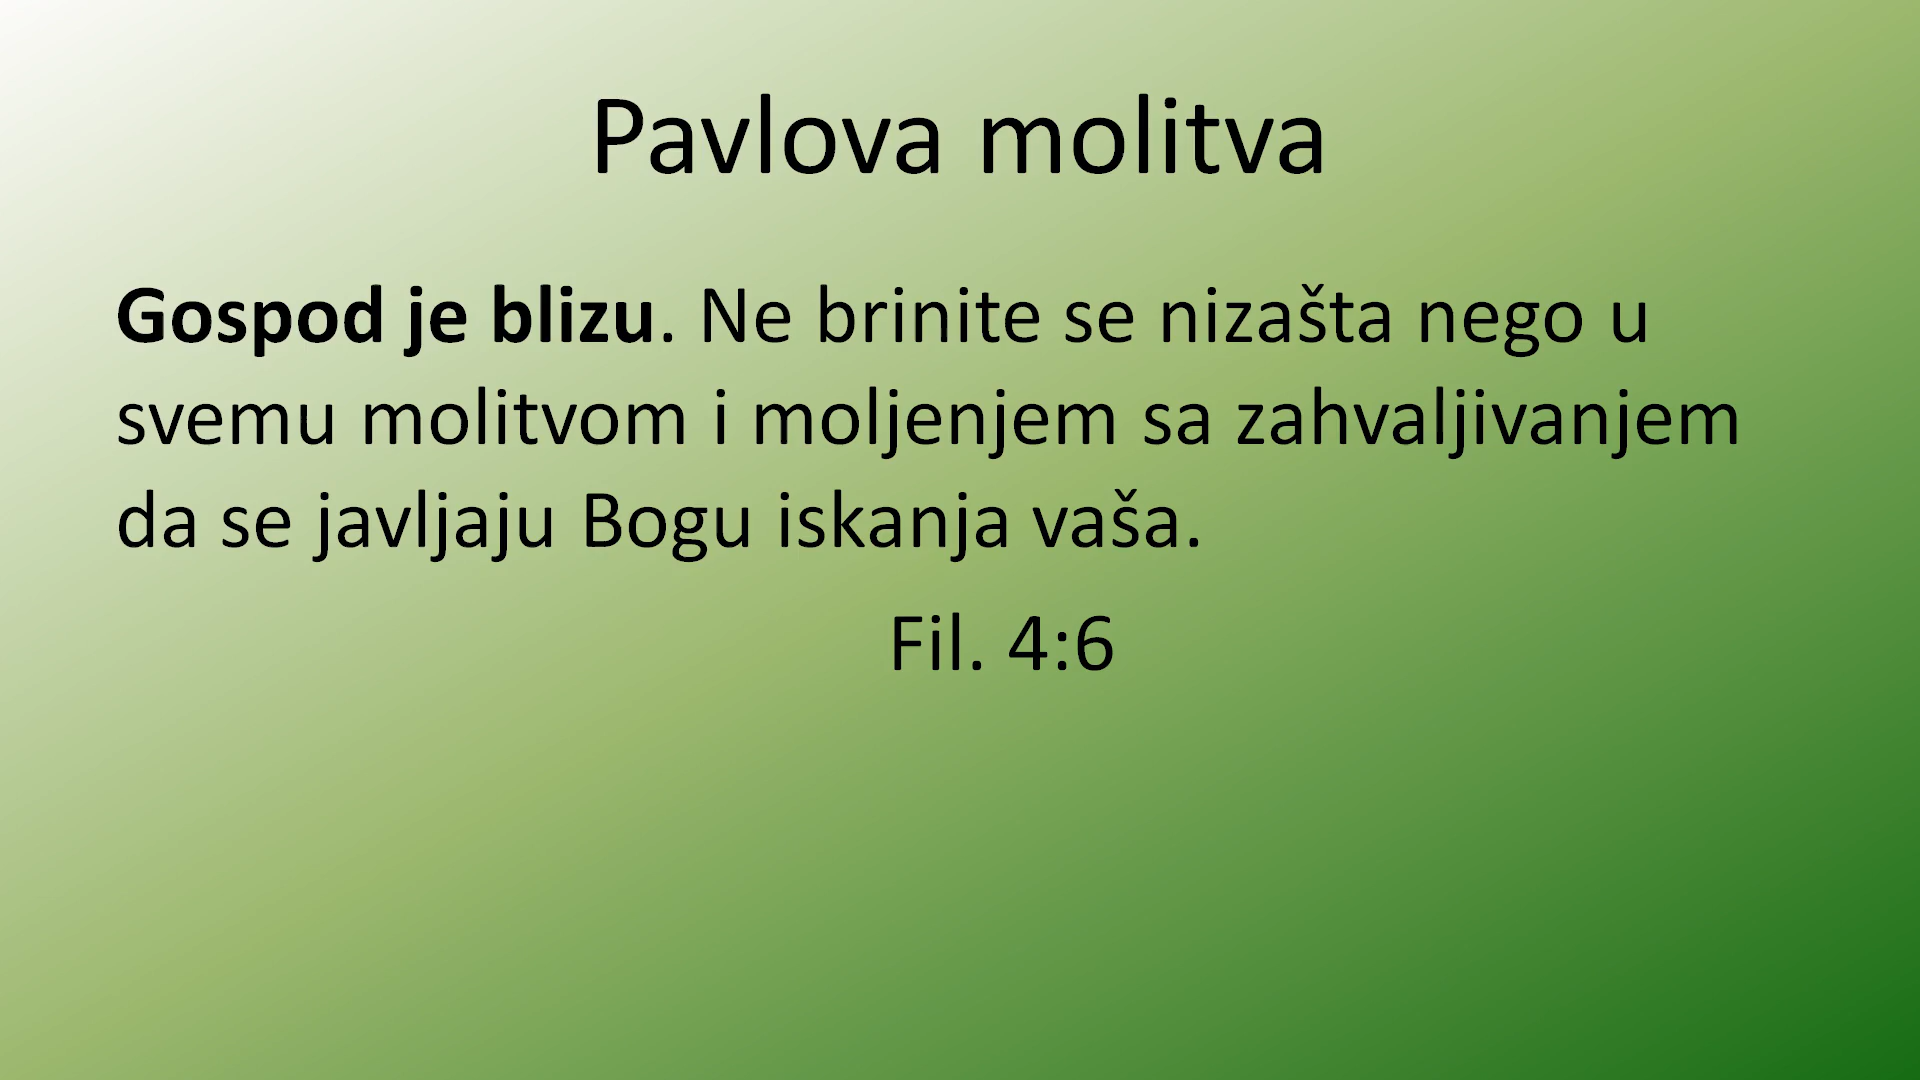 Pavlova molitva
Gospod je blizu. Ne brinite se nizašta nego u
svemu molitvom i moljenjem sa zahvaljivanjem
da se javljaju Bogu iskanja vaša.
Fil. 4:6